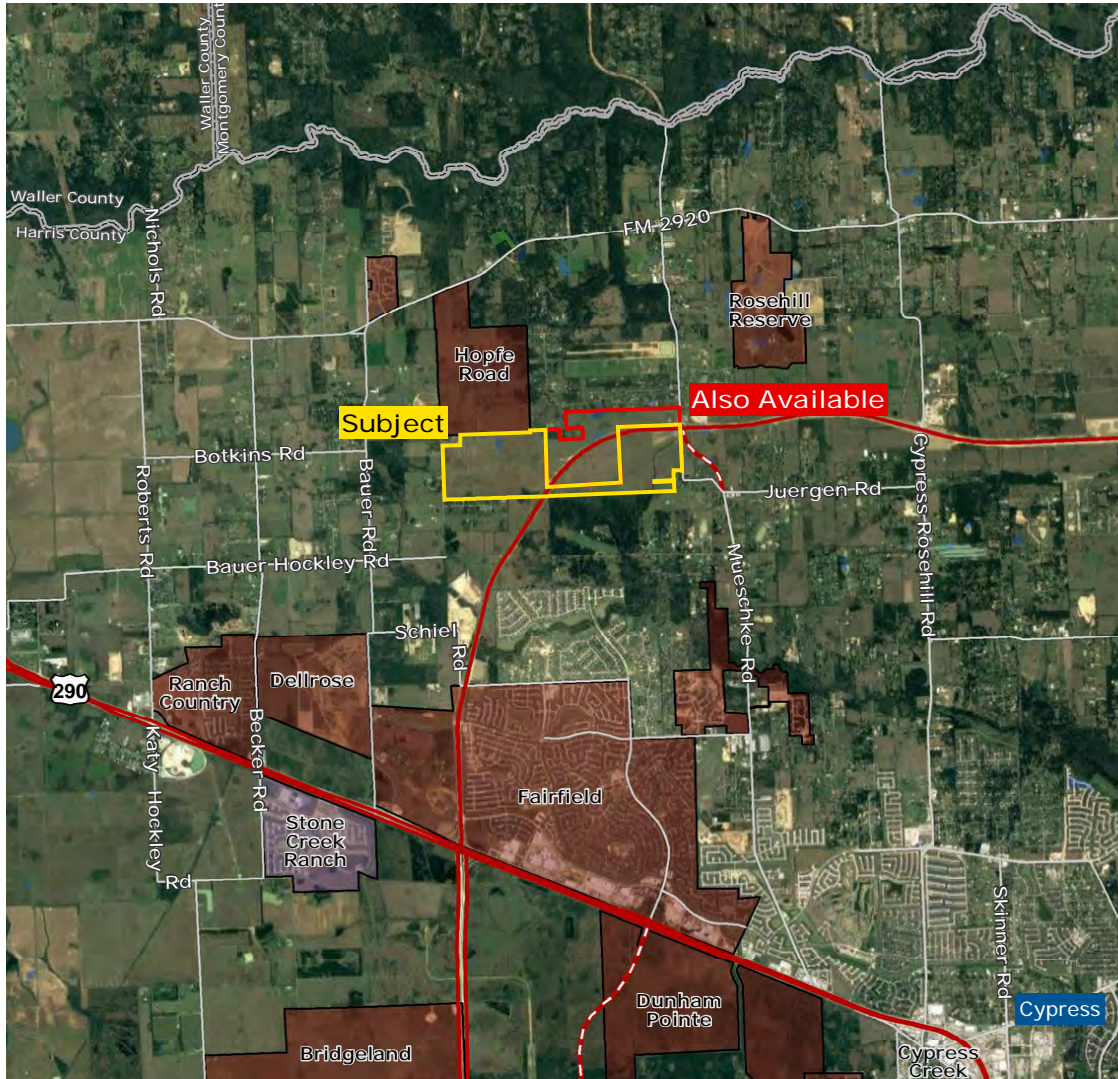 Waller County
Montgomery County
Waller County
Harris County
Nichols Rd
FM 2920
Rosehill
Reserve
Hopfe
Road
Also Available
Subject
Botkins Rd
Roberts Rd
Bauer Rd
Cypress-Rosehill Rd
Juergen Rd
Bauer Hockley Rd
Mueschke Rd
Schiel
Rd
Ranch
Country
Dellrose
290
Katy Hockley
Rd
Becker Rd
Fairfield
Stone
Creek
Ranch
Skinner Rd
Dunham
Pointe
Cypress
Bridgeland
Cypress
Creek